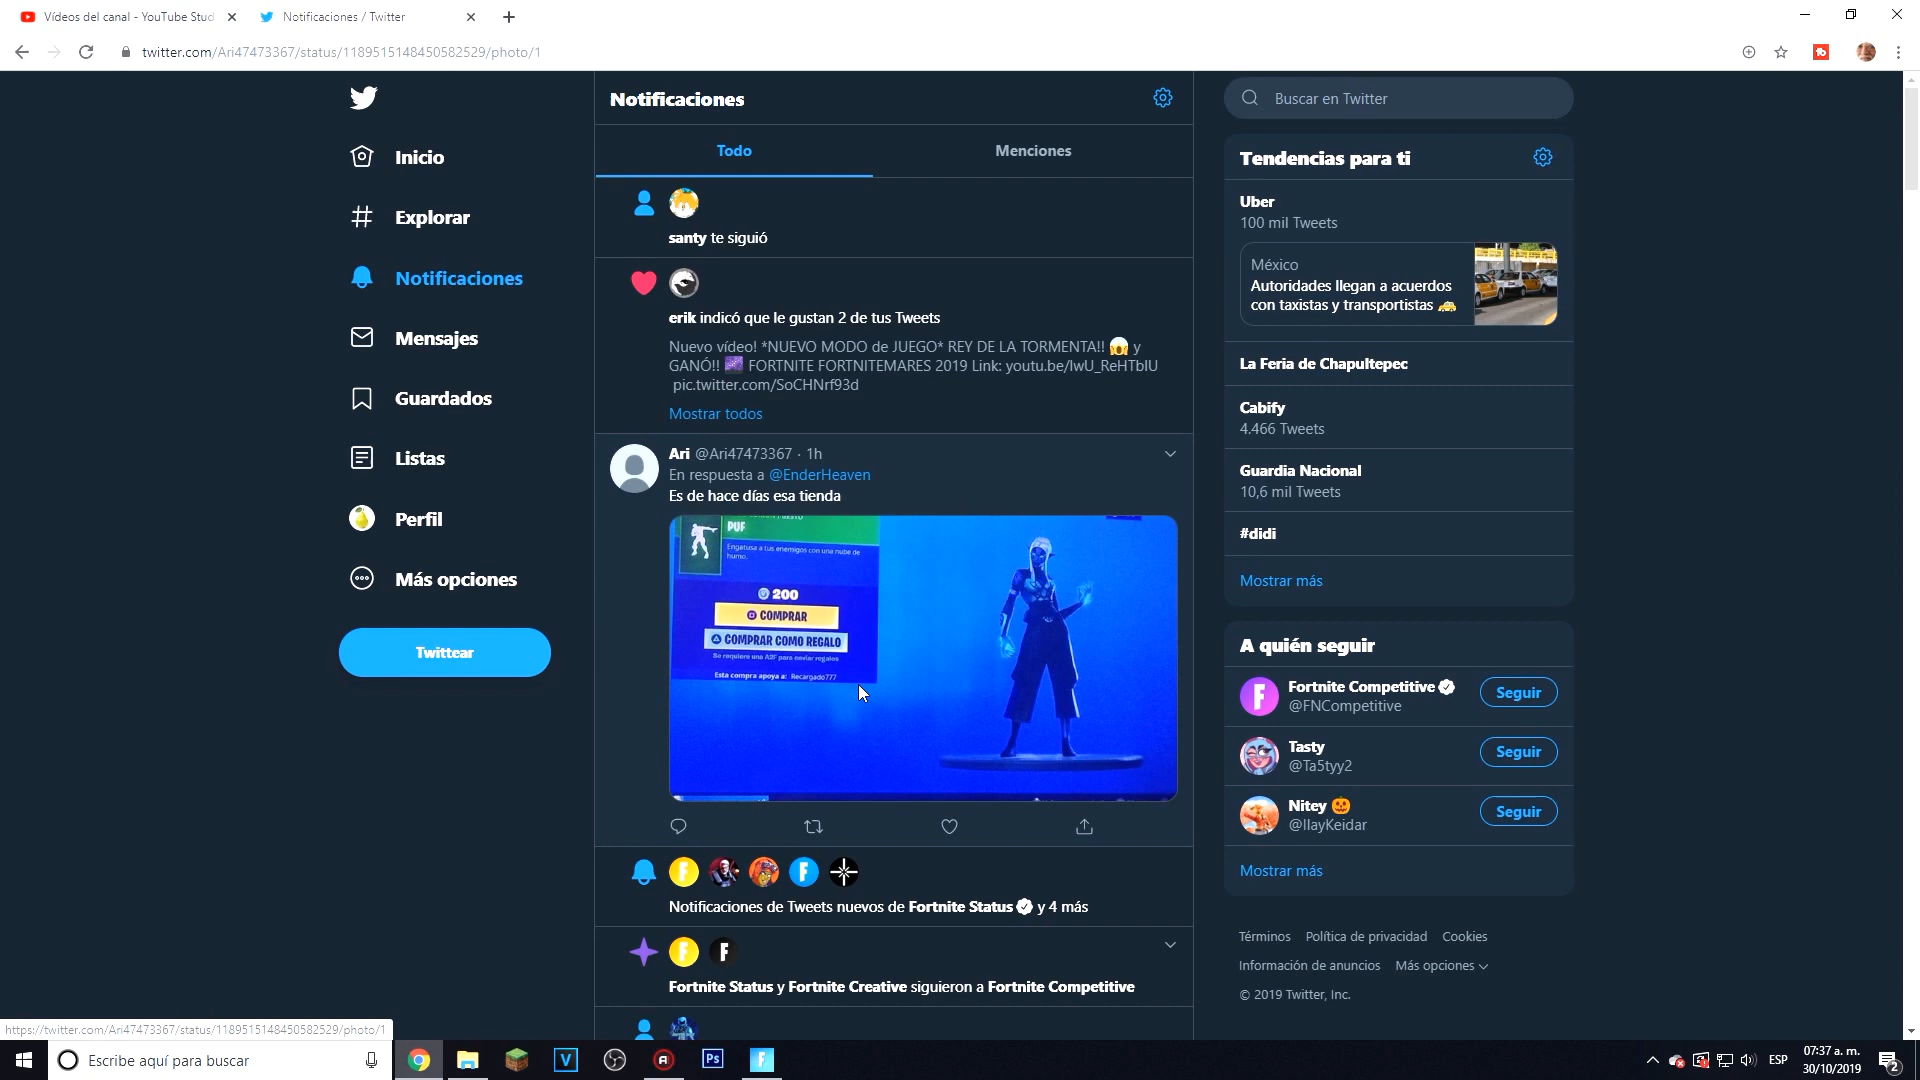 Vídeos del canal - YouTube Stud
Notificaciones / Twitter
twitter.com/Ari47473367/status/1189515148450582529/photo/1
Notificaciones
Todo
Menciones
Inicio
Explorar
Notificaciones
Mensajes
Guardados
Listas
Perfil
Más opciones
Twittear
santy te siguió
erik indicó que le gustan 2 de tus Tweets
Nuevo vídeo! *NUEVO MODO de JUEGO* REY DE LA TORMENTA!! 😱 y
GANÓ!! 🌌 FORTNITE FORTNITEMARES 2019 Link: youtu.be/lwU_ReHTbIU
pic.twitter.com/SoCHNrf93d
Mostrar todos
Ari @Ari47473367 · 1h
En respuesta a @EnderHeaven
Es de hace días esa tienda
PUF
Engatusa a tus enemigos con una nube de
humo.
200
COMPRAR
COMPRAR COMO REGALO
Se requiere una A2F para enviar regalos
Esta compra apoya a: Recargado777
Notificaciones de Tweets nuevos de Fortnite Status y 4 más
Fortnite Status y Fortnite Creative siguieron a Fortnite Competitive
Buscar en Twitter
Tendencias para ti
Uber
100 mil Tweets
México
Autoridades llegan a acuerdos
con taxistas y transportistas 🚕
La Feria de Chapultepec
Cabify
4.466 Tweets
Guardia Nacional
10,6 mil Tweets
#didi
Mostrar más
A quién seguir
Fortnite Competitive
@FNCompetitive
Seguir
Tasty
@Ta5tyy2
Seguir
Nitey 🎃
@IlayKeidar
Seguir
Mostrar más
Términos Política de privacidad Cookies
Información de anuncios Más opciones
© 2019 Twitter, Inc.
https://twitter.com/Ari47473367/status/1189515148450582529/photo/1
Escribe aquí para buscar
V
Ps
ESP
07:37 a. m.
30/10/2019
2